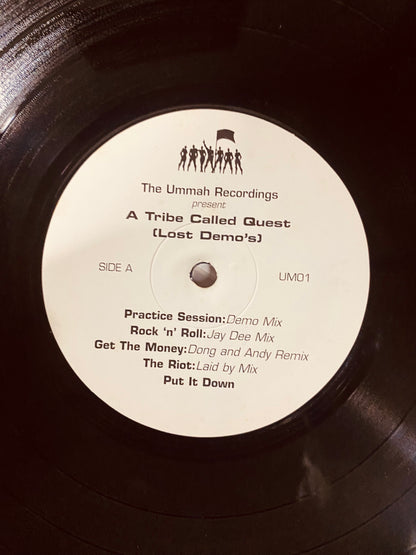 The Ummah Recordings
present
A Tribe Called Quest
(Lost Demo's)
SIDE A
UM01
Practice Session:Demo Mix
Rock 'n' Roll:Jay Dee Mix
Get The Money:Dong and Andy Remix
The Riot:Laid by Mix
Put It Down